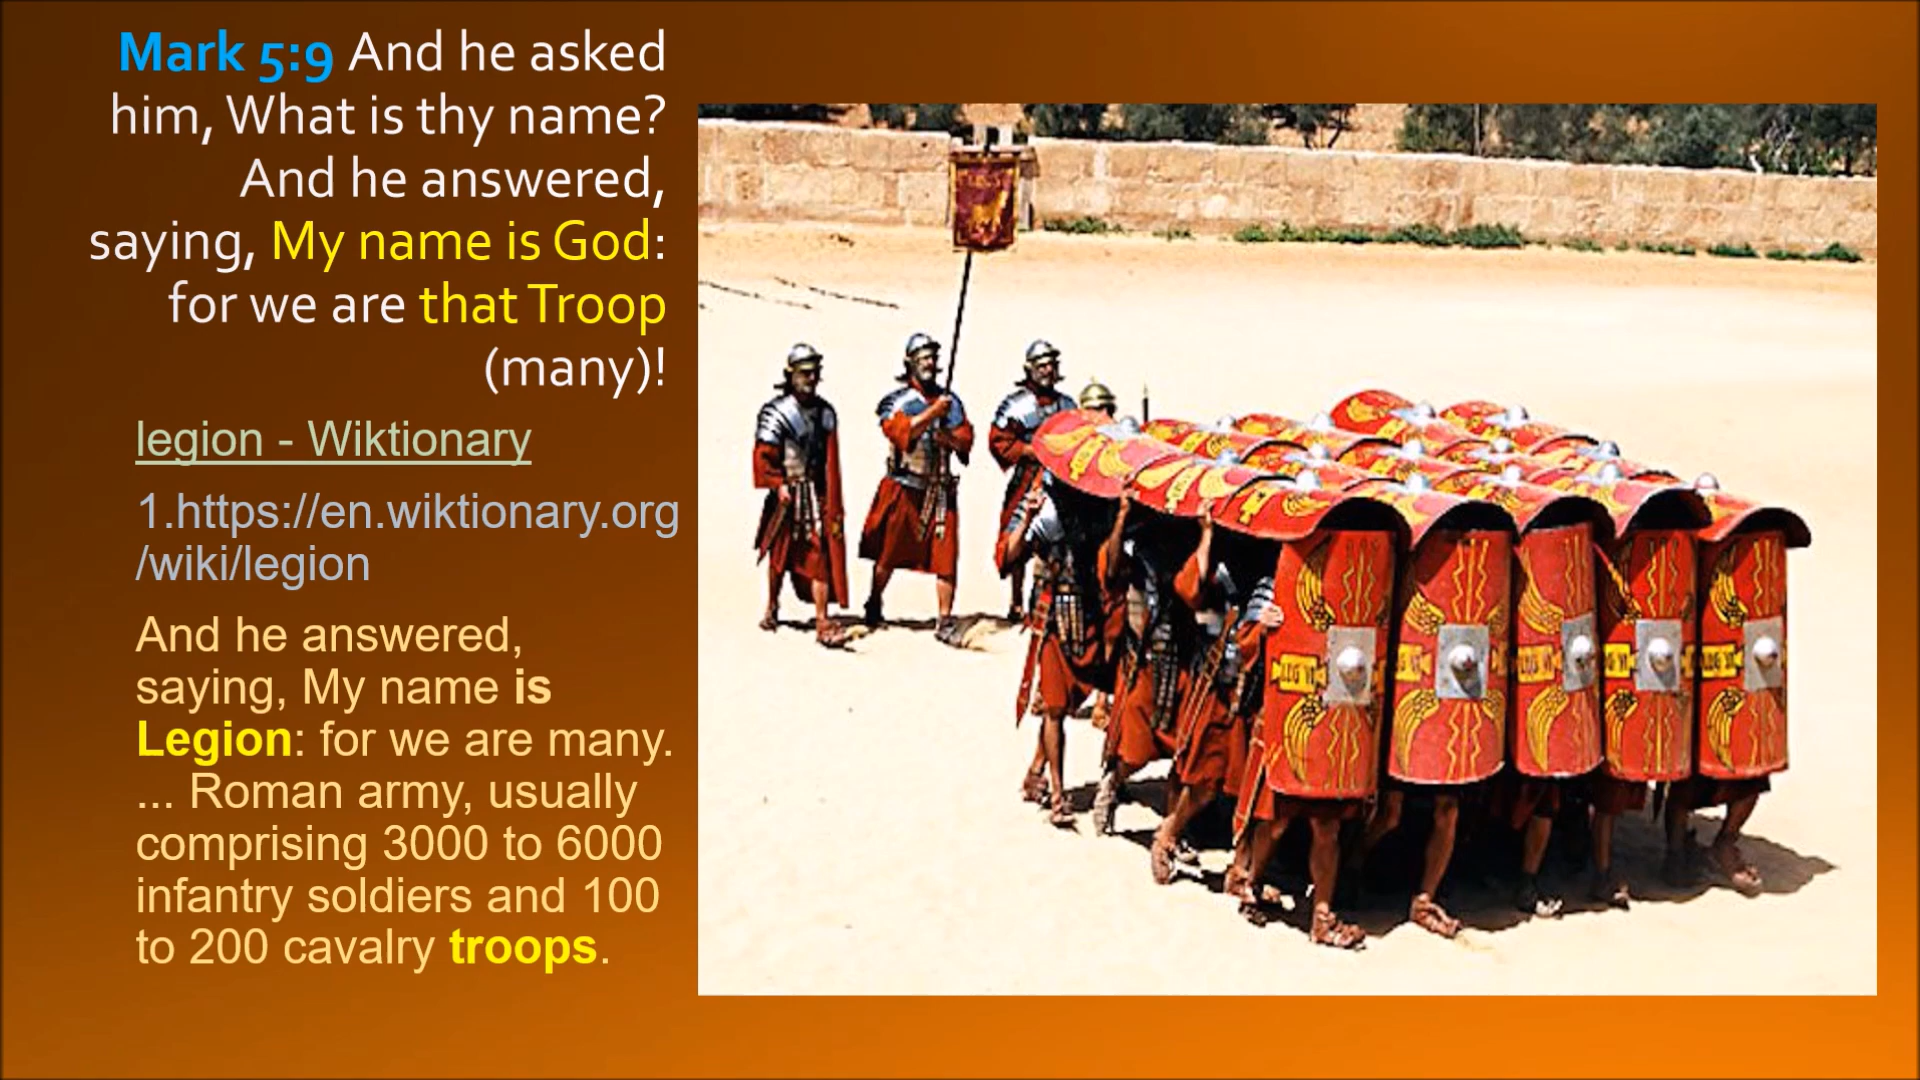 Mark 5:9 And he asked
him, What is thy name?
And he answered,
saying, My name is God:
for we are that Troop
(many)!
legion - Wiktionary
1.https://en.wiktionary.org
/wiki/legion
And he answered,
saying, My name is
Legion: for we are many.
... Roman army, usually
comprising 3000 to 6000
infantry soldiers and 100
to 200 cavalry troops.